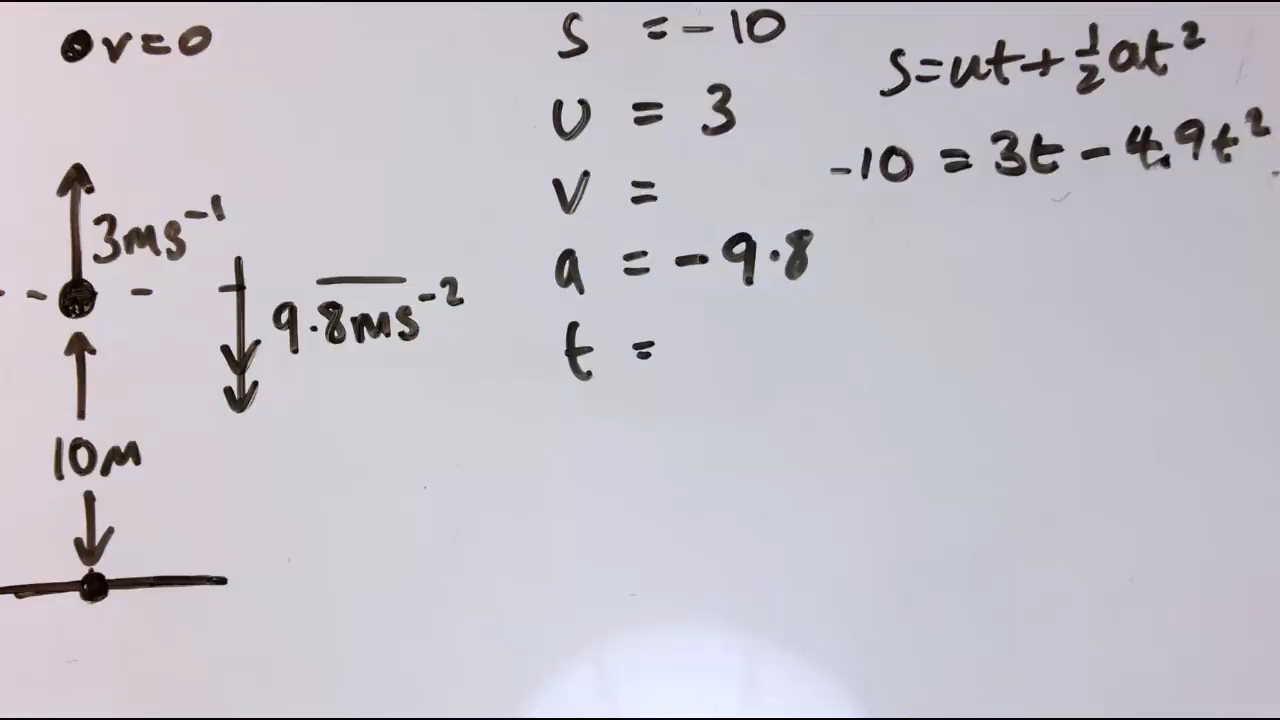 v=0
3ms⁻¹
9.8ms⁻²
10m
s = -10
u = 3
v =
a = -9.8
t =
s=ut+½at²
-10 = 3t - 4.9t²